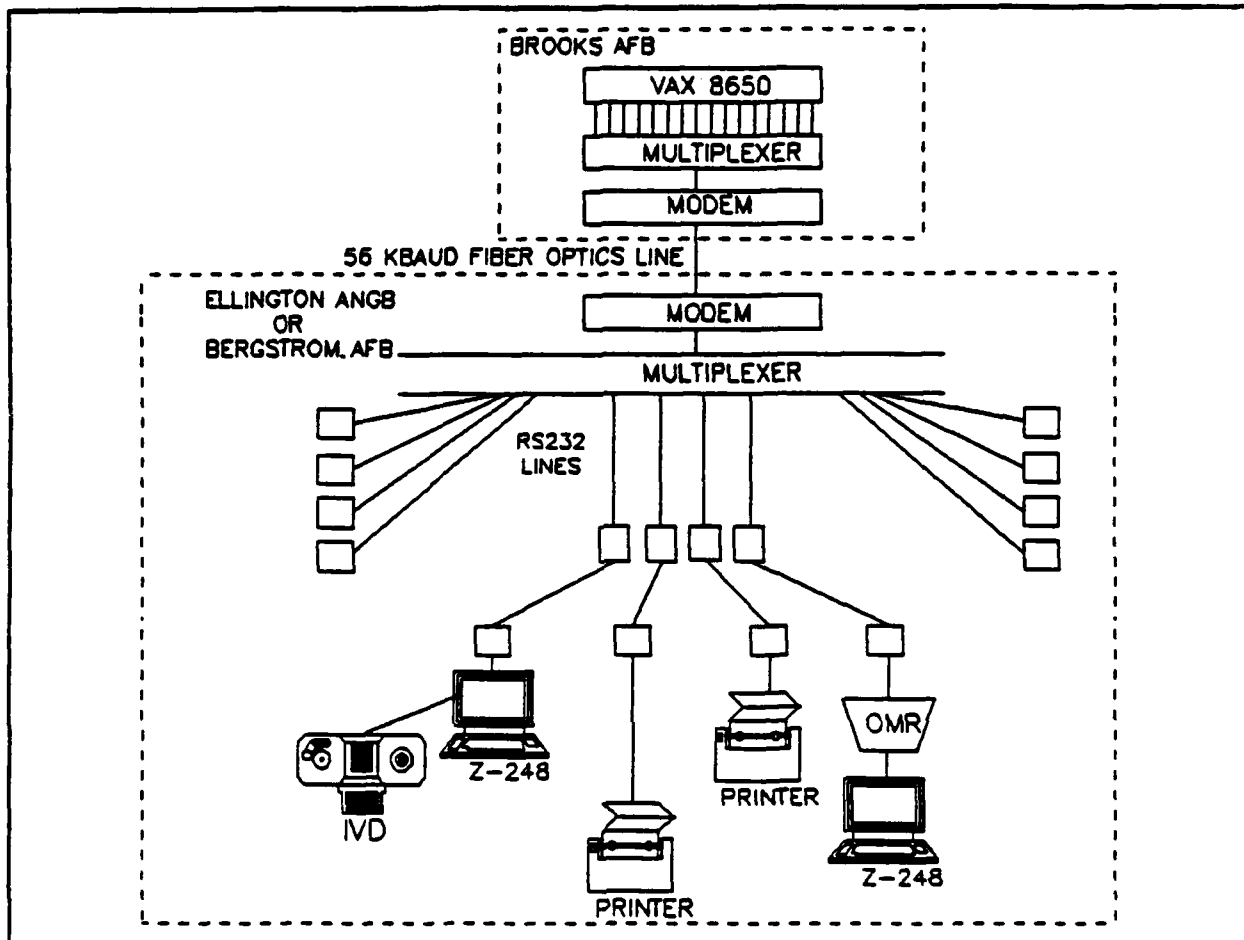 BROOKS AFB
VAX 8650
MULTIPLEXER
MODEM
56 KBAUD FIBER OPTICS LINE
ELLINGTON ANGB
OR
BERGSTROM. AFB
MODEM
MULTIPLEXER
RS232
LINES
OMR
Z-248
PRINTER
IVD
Z-248
PRINTER